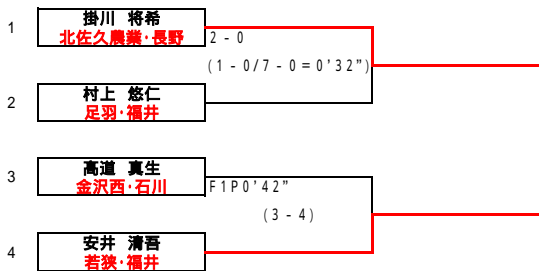 1
掛川 将希
北佐久農業･長野
2-0
(1-0/7-0=0'32")
2
村上 悠仁
足羽･福井
3
高道 真生
金沢西･石川
F1P0'42"
(3-4)
4
安井 清吾
若狭･福井